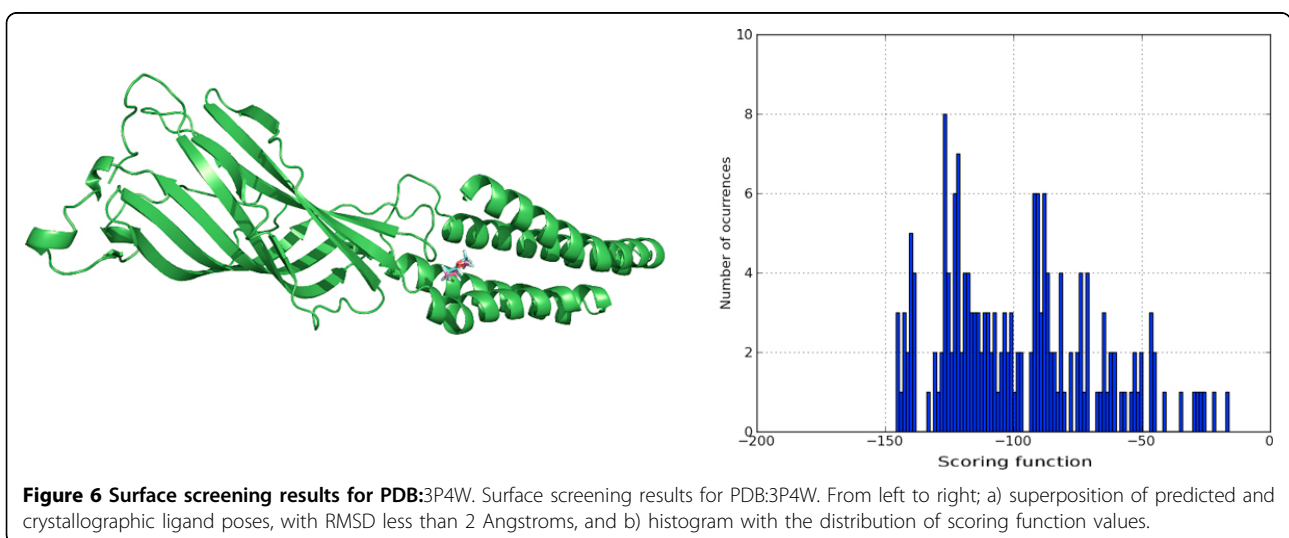 10
8
6
4
2
0
Number of ocurrences
−200
−150
−100
−50
0
Scoring function
Figure 6 Surface screening results for PDB:3P4W. Surface screening results for PDB:3P4W. From left to right; a) superposition of predicted and
crystallographic ligand poses, with RMSD less than 2 Angstroms, and b) histogram with the distribution of scoring function values.